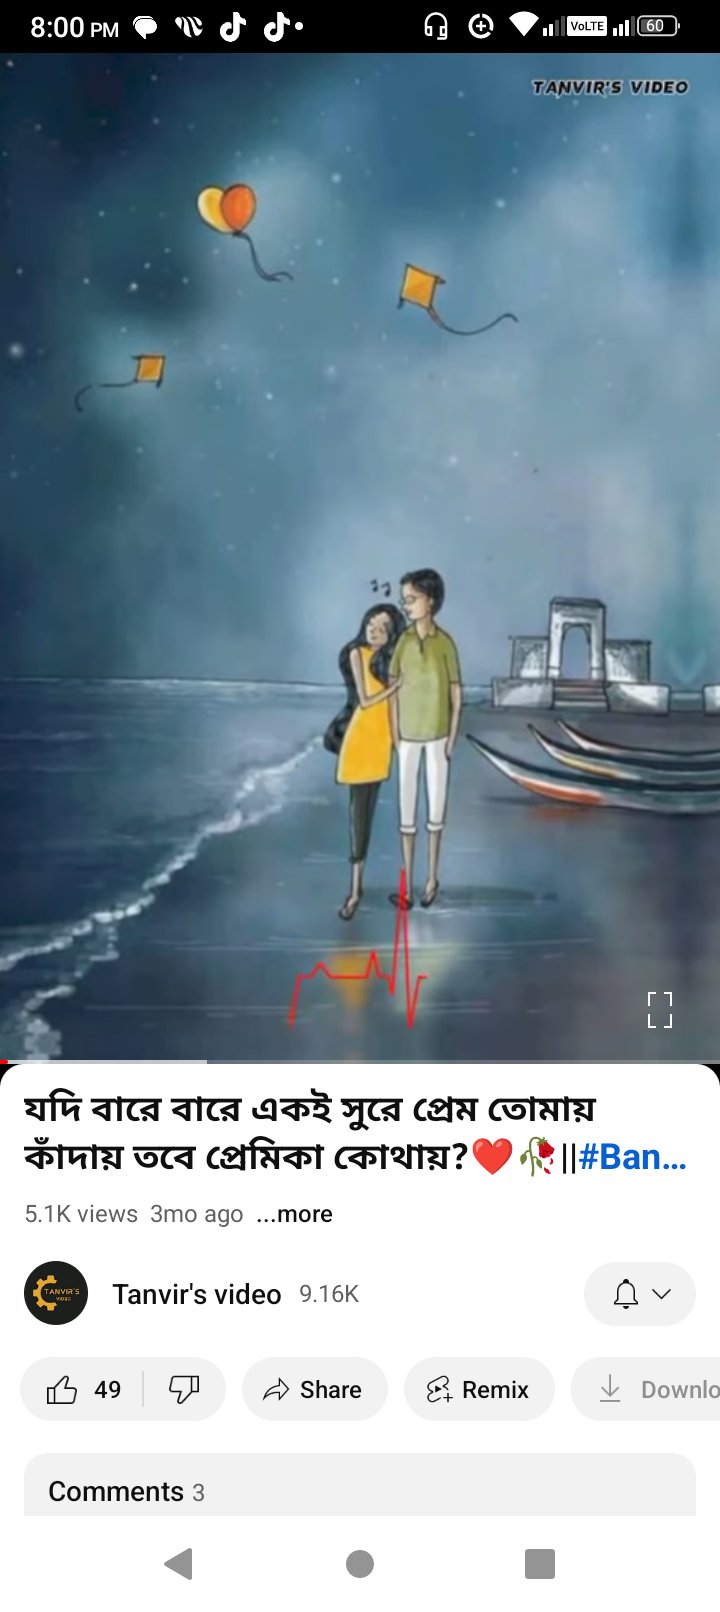 8:00 PM
VoLTE
60
TANVIR'S VIDEO
যদি বারে বারে একই সুরে প্রেম তোমায়
কাঁদায় তবে প্রেমিকা কোথায়?❤️🥀||#Ban...
5.1K views 3mo ago ...more
TANVIR'S
VIDEO
Tanvir's video 9.16K
49
Share
Remix
Downlo
Comments 3